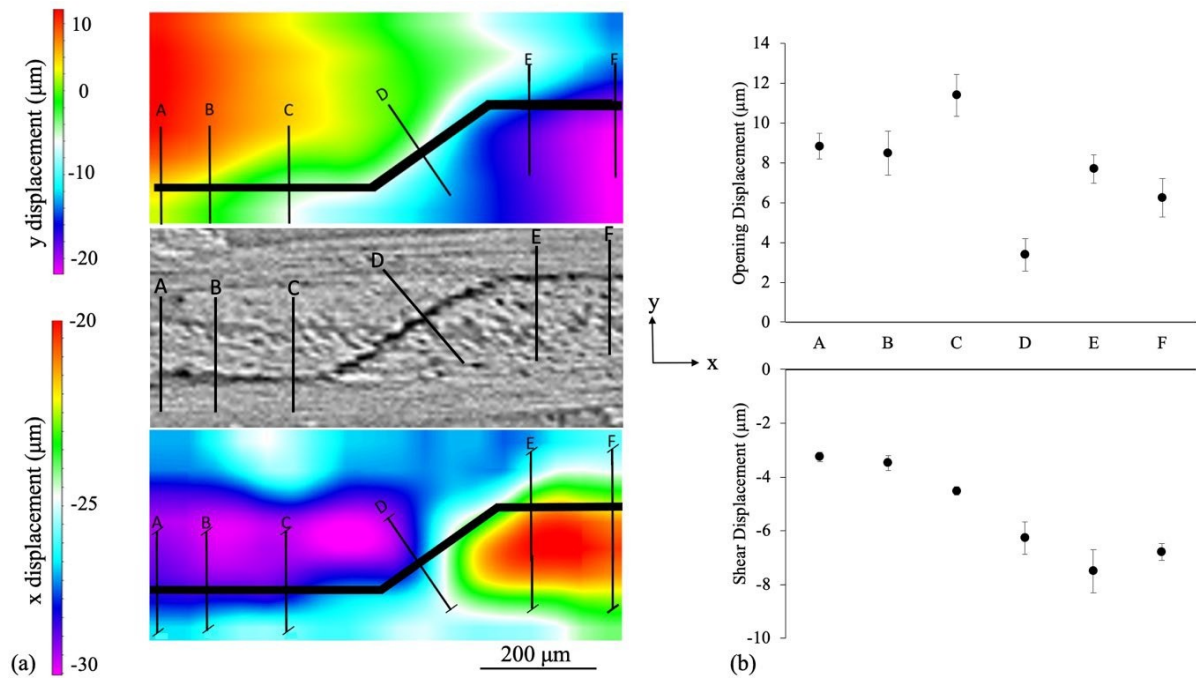 10
0
-10
-20
y displacement (μm)
A
B
C
D
E
E
A
B
C
D
E
F
y
x
-20
-25
-30
x displacement (μm)
A
B
C
D
E
F
200 μm
(a)
14
12
10
8
6
4
2
0
Opening Displacement (μm)
A B C D E F
0
-2
-4
-6
-8
-10
Shear Displacement (μm)
(b)